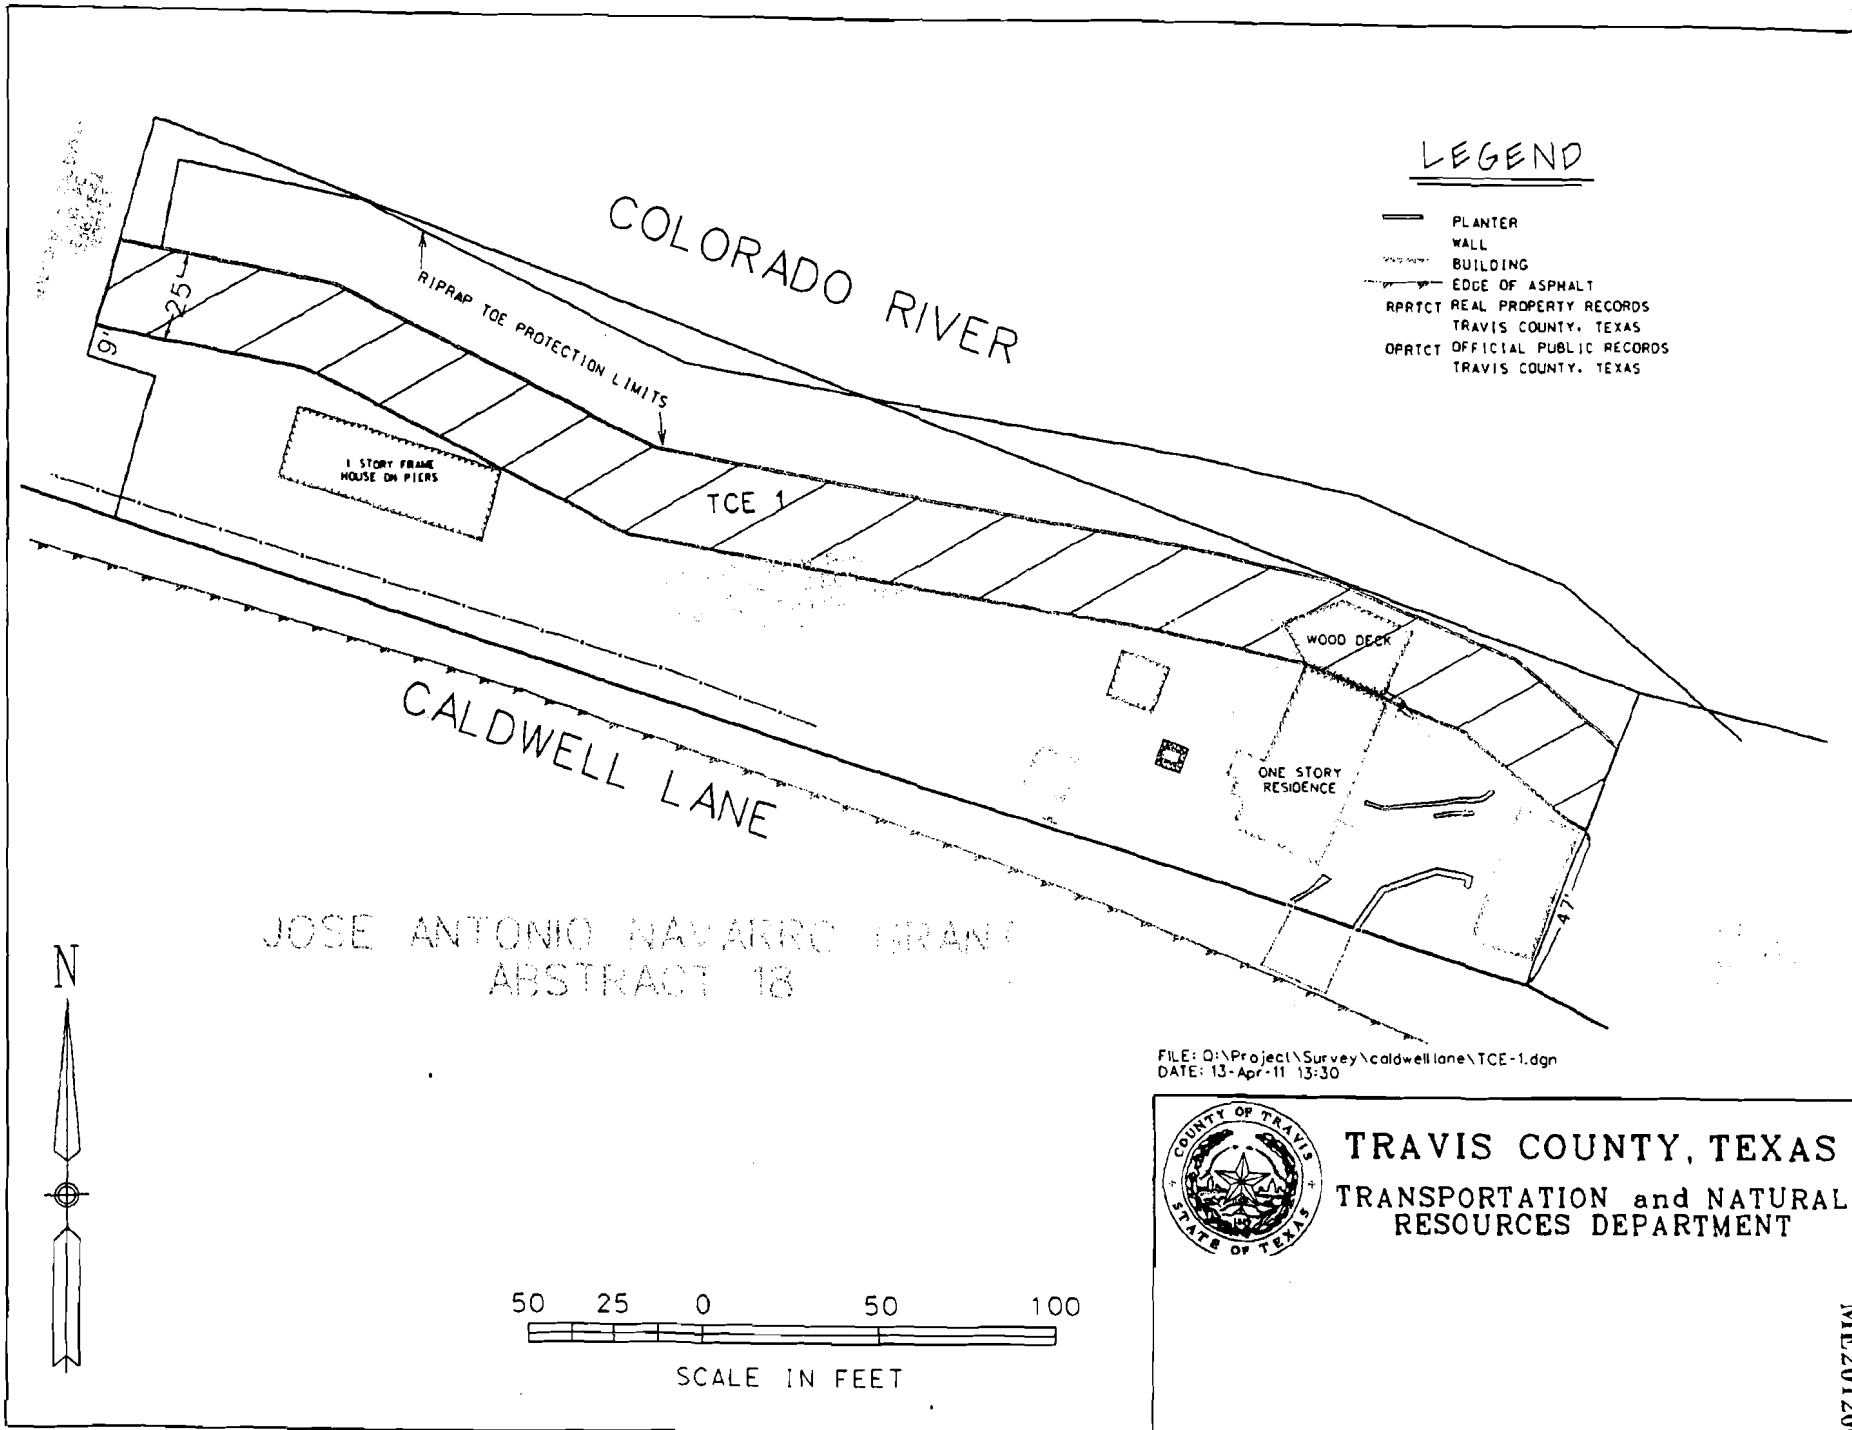 LEGEND
PLANTER
WALL
BUILDING
EDGE OF ASPHALT
RPRTCT REAL PROPERTY RECORDS
TRAVIS COUNTY, TEXAS
OPRTCT OFFICIAL PUBLIC RECORDS
TRAVIS COUNTY, TEXAS
COLORADO RIVER
RIPRAP TOE PROTECTION LIMITS
25
9'
1 STORY FRAME
HOUSE ON PIERS
TCE 1
WOOD DECK
ONE STORY
RESIDENCE
47'
CALDWELL LANE
JOSE ANTONIO NAVARRO GRAN
ABSTRACT 18
N
FILE: Q:\Project\Survey\caldwelllane\TCE-1.dgn
DATE: 13-Apr-11 13:30
COUNTY OF TRAVIS
STATE OF TEXAS
TRAVIS COUNTY, TEXAS
TRANSPORTATION and NATURAL
RESOURCES DEPARTMENT
50 25 0 50 100
SCALE IN FEET